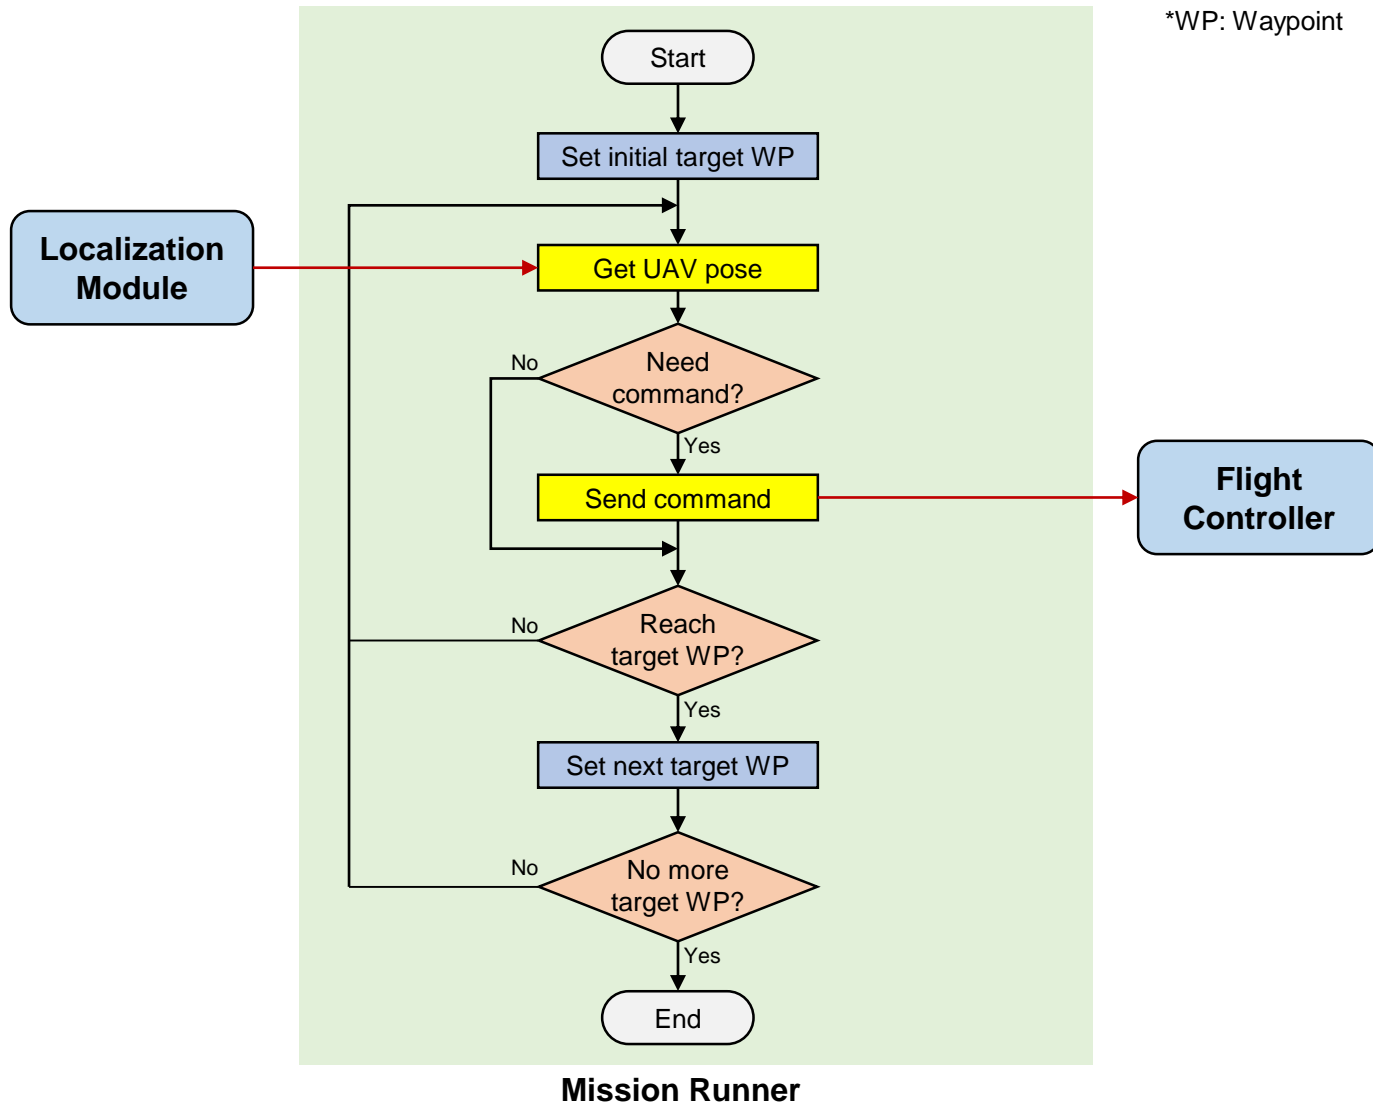 *WP: Waypoint
Start
Set initial target WP
Localization
Module
Get UAV pose
Need
command?
No
Yes
Send command
Flight
Controller
Reach
target WP?
No
Yes
Set next target WP
No more
target WP?
No
Yes
End
Mission Runner